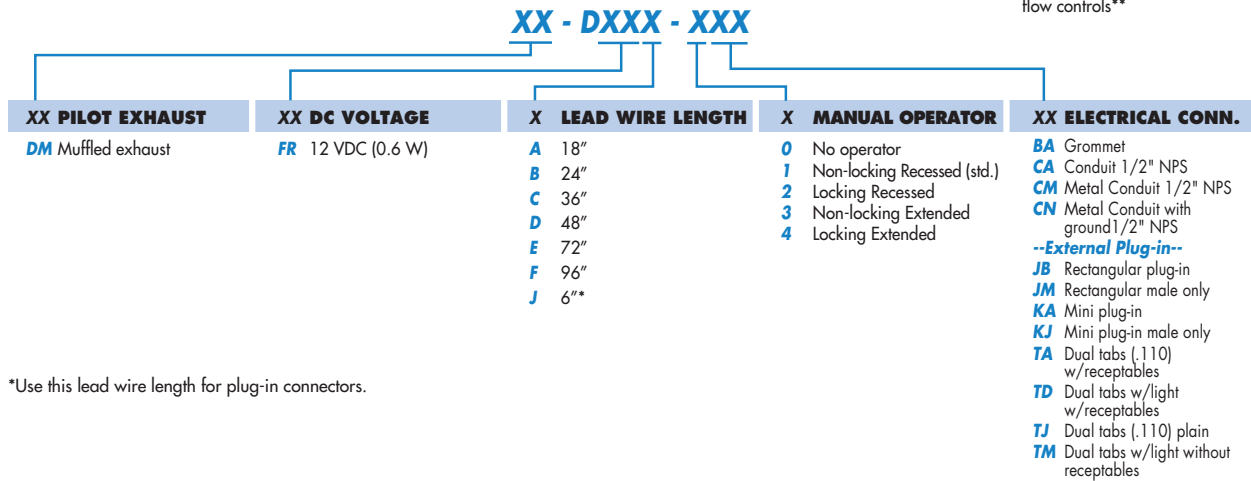 flow controls**
XX - DXXX - XXX
XX PILOT EXHAUST
DM Muffled exhaust
XX DC VOLTAGE
FR 12 VDC (0.6 W)
X LEAD WIRE LENGTH
A 18″
B 24″
C 36″
D 48″
E 72″
F 96″
J 6″*
X MANUAL OPERATOR
0 No operator
1 Non-locking Recessed (std.)
2 Locking Recessed
3 Non-locking Extended
4 Locking Extended
XX ELECTRICAL CONN.
BA Grommet
CA Conduit 1/2" NPS
CM Metal Conduit 1/2" NPS
CN Metal Conduit with
ground1/2" NPS
--External Plug-in--
JB Rectangular plug-in
JM Rectangular male only
KA Mini plug-in
KJ Mini plug-in male only
TA Dual tabs (.110)
w/receptables
TD Dual tabs w/light
w/receptables
TJ Dual tabs (.110) plain
TM Dual tabs w/light without
receptables
*Use this lead wire length for plug-in connectors.